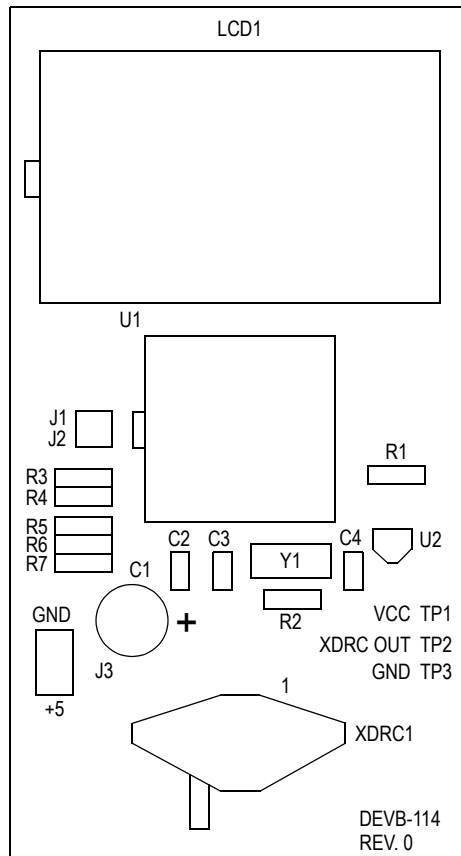 LCD1
U1
J1
J2
R1
R3
R4
R5
R6
R7
C2
C3
C4
U2
Y1
C1
R2
GND
+
VCC TP1
XDRC OUT TP2
GND TP3
J3
+5
1
XDRC1
DEVB-114
REV. 0